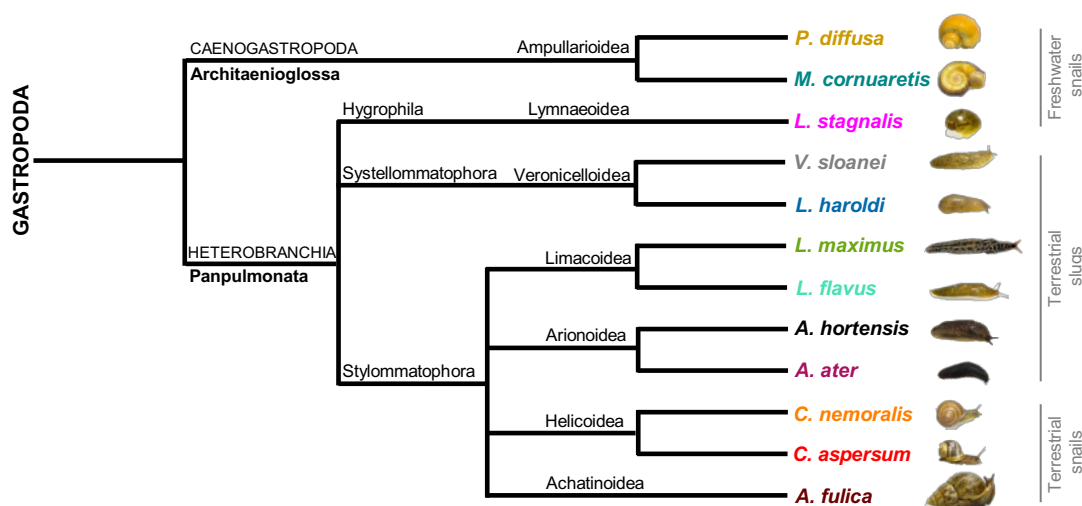 GASTROPODA
CAENOGASTROPODA
Architaenioglossa
Ampullarioidea
P. diffusa
M. cornuaretis
Hygrophila
Lymnaeoidea
L. stagnalis
Freshwater
snails
Systellommatophora
Veronicelloidea
V. sloanei
L. haroldi
HETEROBRANCHIA
Panpulmonata
Limacoidea
L. maximus
L. flavus
Arionoidea
A. hortensis
A. ater
Terrestrial
slugs
Stylommatophora
Helicoidea
C. nemoralis
C. aspersum
Achatinoidea
A. fulica
Terrestrial
snails